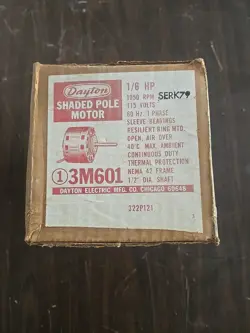 Dayton
SHADED POLE
MOTOR
1/6 HP
1050 RPM
SERK79
115 VOLTS
60 HZ. 1 PHASE
SLEEVE BEARINGS
RESILIENT RING MTG.
OPEN, AIR OVER
40°C MAX. AMBIENT
CONTINUOUS DUTY
THERMAL PROTECTION
NEMA 42 FRAME
1/2" DIA. SHAFT
1 3M601
DAYTON ELECTRIC MFG. CO. CHICAGO 60648
322P121